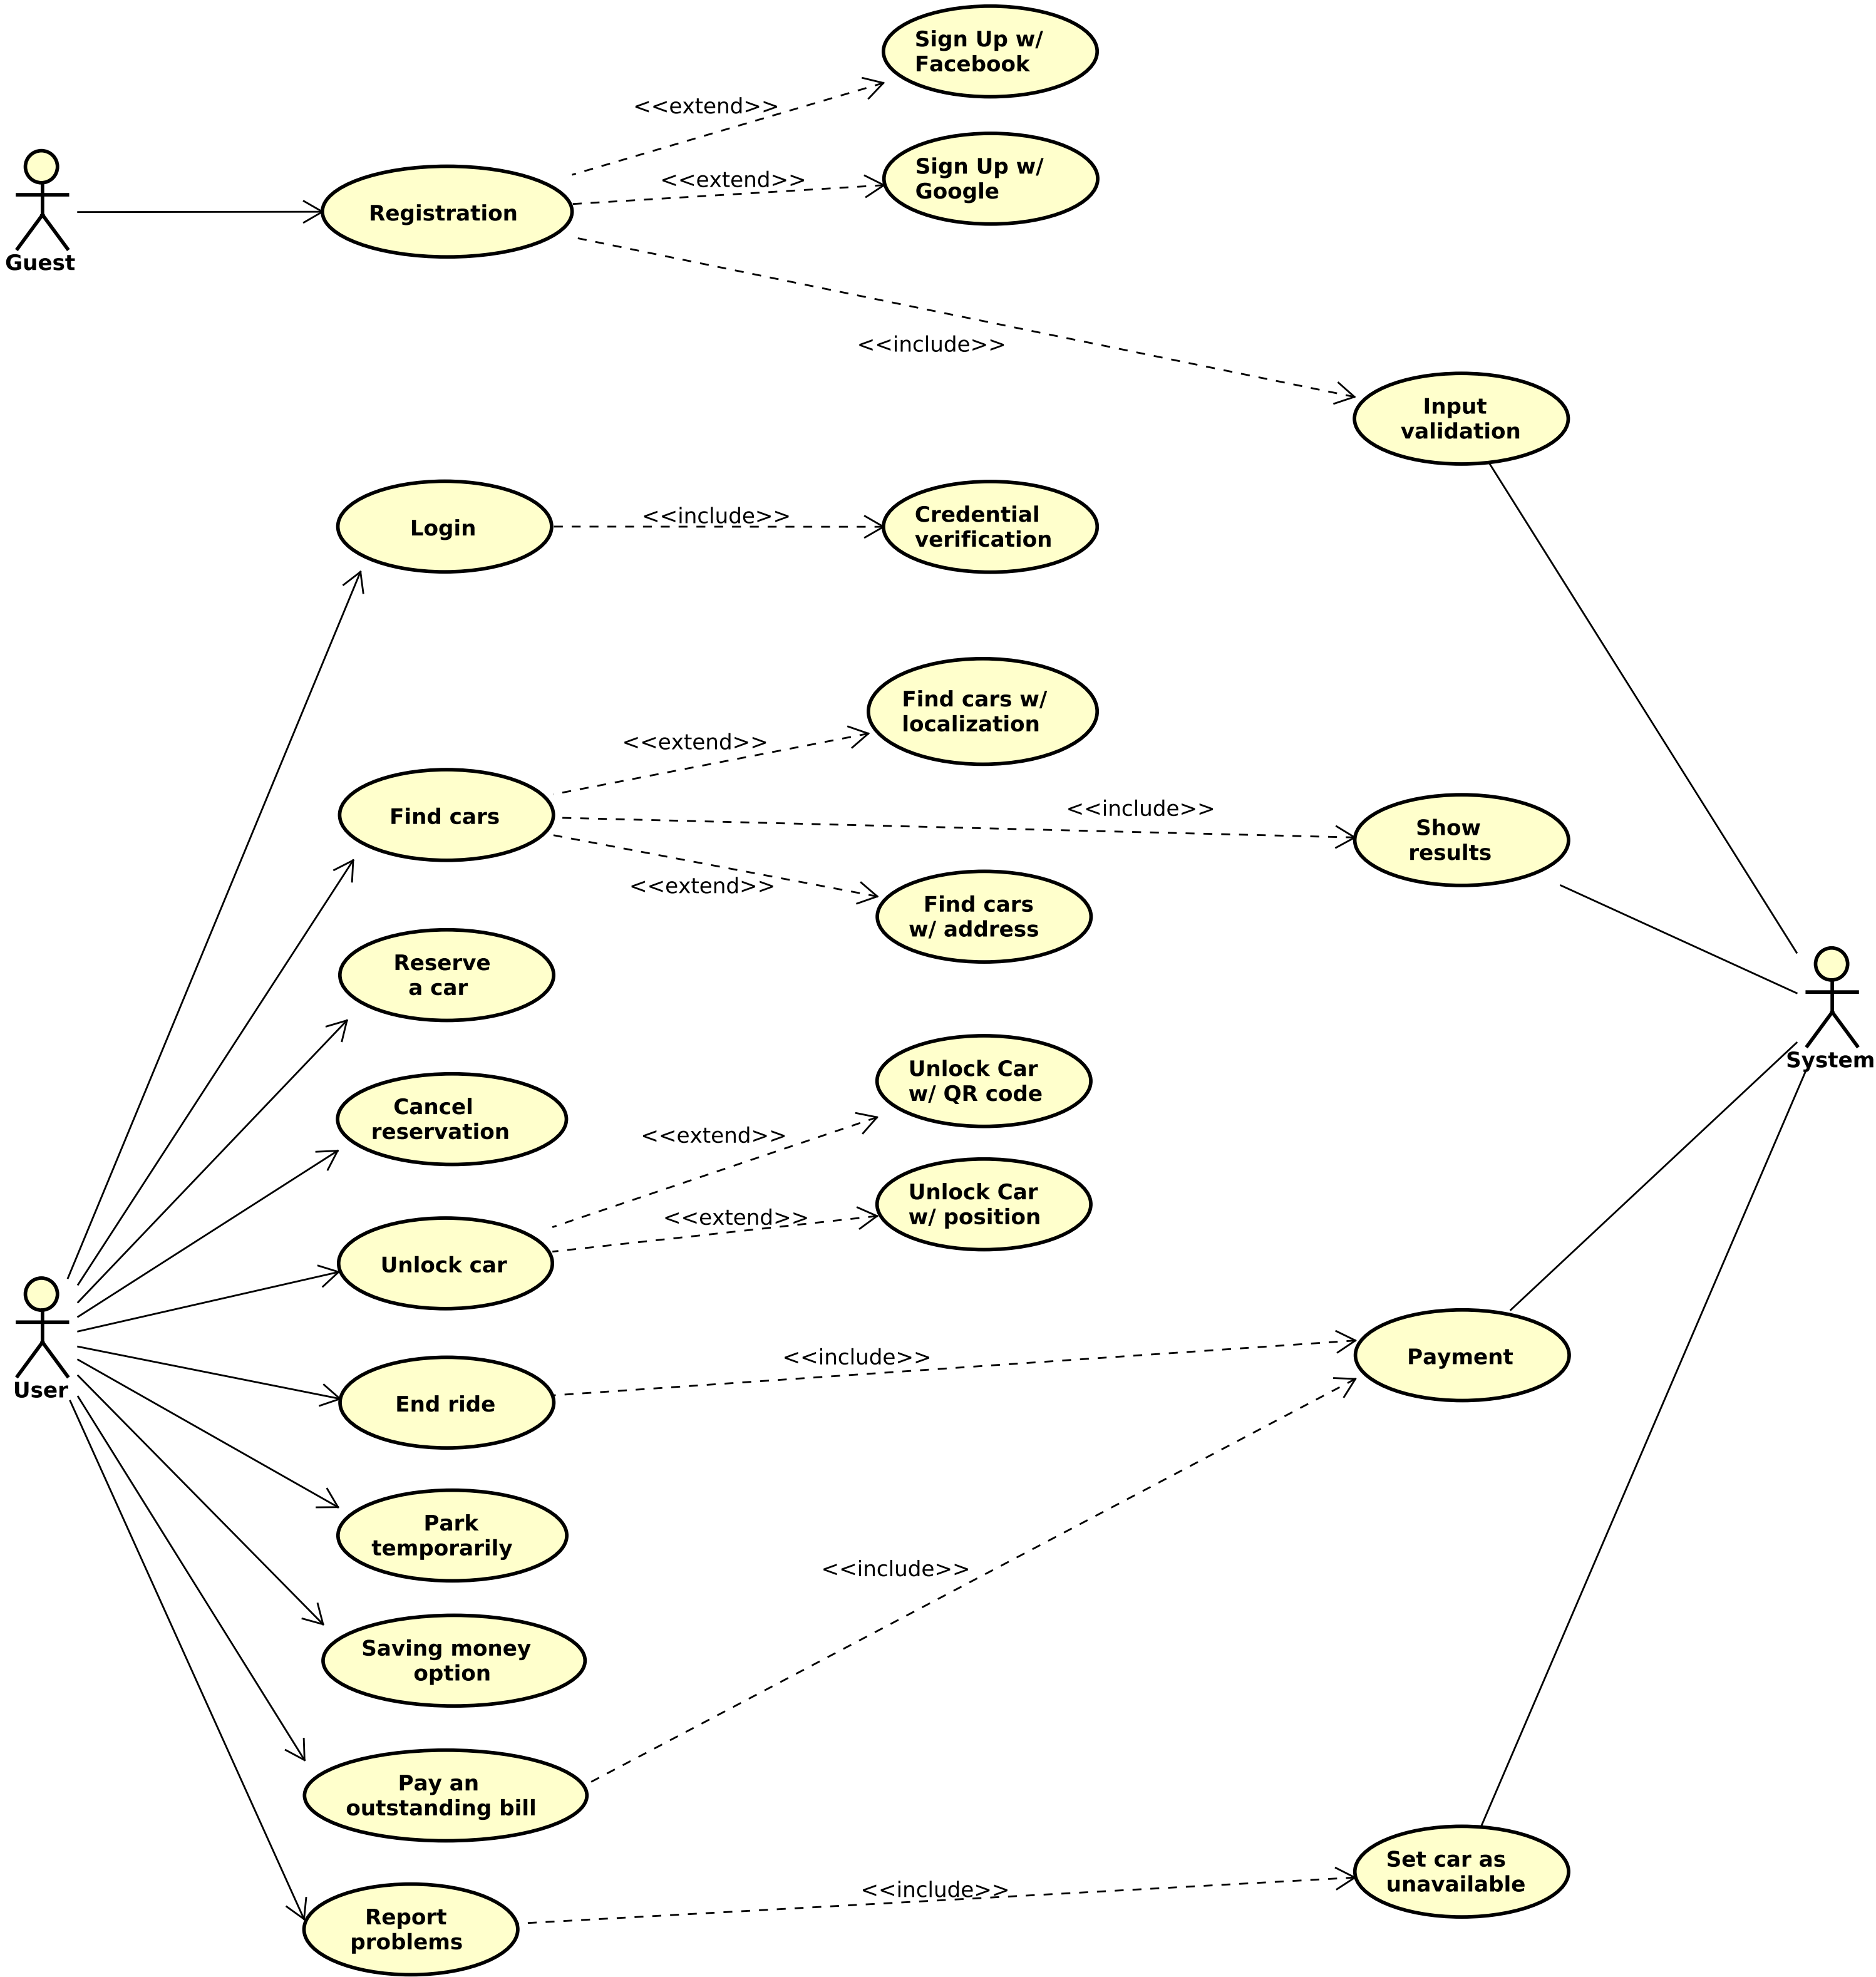 Sign Up w/
Facebook
<<extend>>
Sign Up w/
Google
<<extend>>
Registration
Guest
<<include>>
Input
validation
Login
<<include>>
Credential
verification
Find cars w/
localization
<<extend>>
Find cars
<<include>>
Show
results
<<extend>>
Find cars
w/ address
Reserve
a car
System
Unlock Car
w/ QR code
Cancel
reservation
<<extend>>
Unlock Car
w/ position
<<extend>>
Unlock car
User
<<include>>
Payment
End ride
Park
temporarily
<<include>>
Saving money
option
Pay an
outstanding bill
Set car as
unavailable
<<include>>
Report
problems